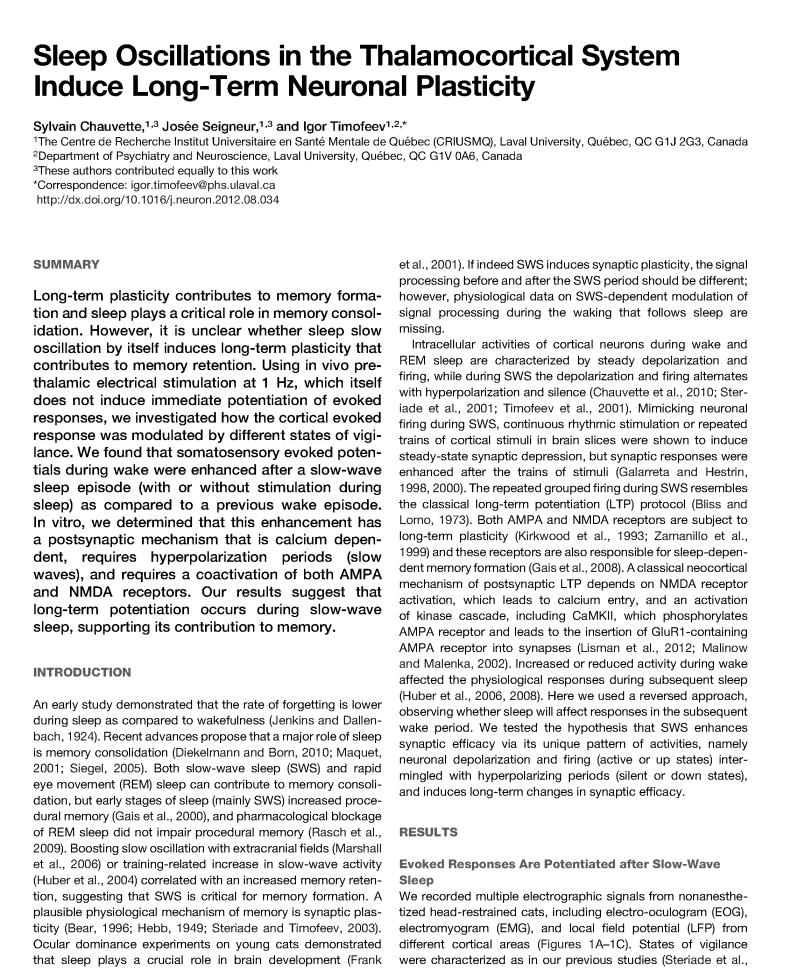 Sleep Oscillations in the Thalamocortical System
Induce Long-Term Neuronal Plasticity
Sylvain Chauvette,1,3 Josée Seigneur,1,3 and Igor Timofeev1,2,*
1The Centre de Recherche Institut Universitaire en Santé Mentale de Québec (CRIUSMQ), Laval University, Québec, QC G1J 2G3, Canada
2Department of Psychiatry and Neuroscience, Laval University, Québec, QC G1V 0A6, Canada
3These authors contributed equally to this work
*Correspondence: igor.timofeev@phs.ulaval.ca
http://dx.doi.org/10.1016/j.neuron.2012.08.034
SUMMARY
Long-term plasticity contributes to memory forma-
tion and sleep plays a critical role in memory consol-
idation. However, it is unclear whether sleep slow
oscillation by itself induces long-term plasticity that
contributes to memory retention. Using in vivo pre-
thalamic electrical stimulation at 1 Hz, which itself
does not induce immediate potentiation of evoked
responses, we investigated how the cortical evoked
response was modulated by different states of vigi-
lance. We found that somatosensory evoked poten-
tials during wake were enhanced after a slow-wave
sleep episode (with or without stimulation during
sleep) as compared to a previous wake episode.
In vitro, we determined that this enhancement has
a postsynaptic mechanism that is calcium depen-
dent, requires hyperpolarization periods (slow
waves), and requires a coactivation of both AMPA
and NMDA receptors. Our results suggest that
long-term potentiation occurs during slow-wave
sleep, supporting its contribution to memory.
INTRODUCTION
An early study demonstrated that the rate of forgetting is lower
during sleep as compared to wakefulness (Jenkins and Dallen-
bach, 1924). Recent advances propose that a major role of sleep
is memory consolidation (Diekelmann and Born, 2010; Maquet,
2001; Siegel, 2005). Both slow-wave sleep (SWS) and rapid
eye movement (REM) sleep can contribute to memory consoli-
dation, but early stages of sleep (mainly SWS) increased proce-
dural memory (Gais et al., 2000), and pharmacological blockage
of REM sleep did not impair procedural memory (Rasch et al.,
2009). Boosting slow oscillation with extracranial fields (Marshall
et al., 2006) or training-related increase in slow-wave activity
(Huber et al., 2004) correlated with an increased memory reten-
tion, suggesting that SWS is critical for memory formation. A
plausible physiological mechanism of memory is synaptic plas-
ticity (Bear, 1996; Hebb, 1949; Steriade and Timofeev, 2003).
Ocular dominance experiments on young cats demonstrated
that sleep plays a crucial role in brain development (Frank
et al., 2001). If indeed SWS induces synaptic plasticity, the signal
processing before and after the SWS period should be different;
however, physiological data on SWS-dependent modulation of
signal processing during the waking that follows sleep are
missing.
Intracellular activities of cortical neurons during wake and
REM sleep are characterized by steady depolarization and
firing, while during SWS the depolarization and firing alternates
with hyperpolarization and silence (Chauvette et al., 2010; Ster-
iade et al., 2001; Timofeev et al., 2001). Mimicking neuronal
firing during SWS, continuous rhythmic stimulation or repeated
trains of cortical stimuli in brain slices were shown to induce
steady-state synaptic depression, but synaptic responses were
enhanced after the trains of stimuli (Galarreta and Hestrin,
1998, 2000). The repeated grouped firing during SWS resembles
the classical long-term potentiation (LTP) protocol (Bliss and
Lomo, 1973). Both AMPA and NMDA receptors are subject to
long-term plasticity (Kirkwood et al., 1993; Zamanillo et al.,
1999) and these receptors are also responsible for sleep-depen-
dent memory formation (Gais et al., 2008). A classical neocortical
mechanism of postsynaptic LTP depends on NMDA receptor
activation, which leads to calcium entry, and an activation
of kinase cascade, including CaMKII, which phosphorylates
AMPA receptor and leads to the insertion of GluR1-containing
AMPA receptor into synapses (Lisman et al., 2012; Malinow
and Malenka, 2002). Increased or reduced activity during wake
affected the physiological responses during subsequent sleep
(Huber et al., 2006, 2008). Here we used a reversed approach,
observing whether sleep will affect responses in the subsequent
wake period. We tested the hypothesis that SWS enhances
synaptic efficacy via its unique pattern of activities, namely
neuronal depolarization and firing (active or up states) inter-
mingled with hyperpolarizing periods (silent or down states),
and induces long-term changes in synaptic efficacy.
RESULTS
Evoked Responses Are Potentiated after Slow-Wave
Sleep
We recorded multiple electrographic signals from nonanesthe-
tized head-restrained cats, including electro-oculogram (EOG),
electromyogram (EMG), and local field potential (LFP) from
different cortical areas (Figures 1A–1C). States of vigilance
were characterized as in our previous studies (Steriade et al.,